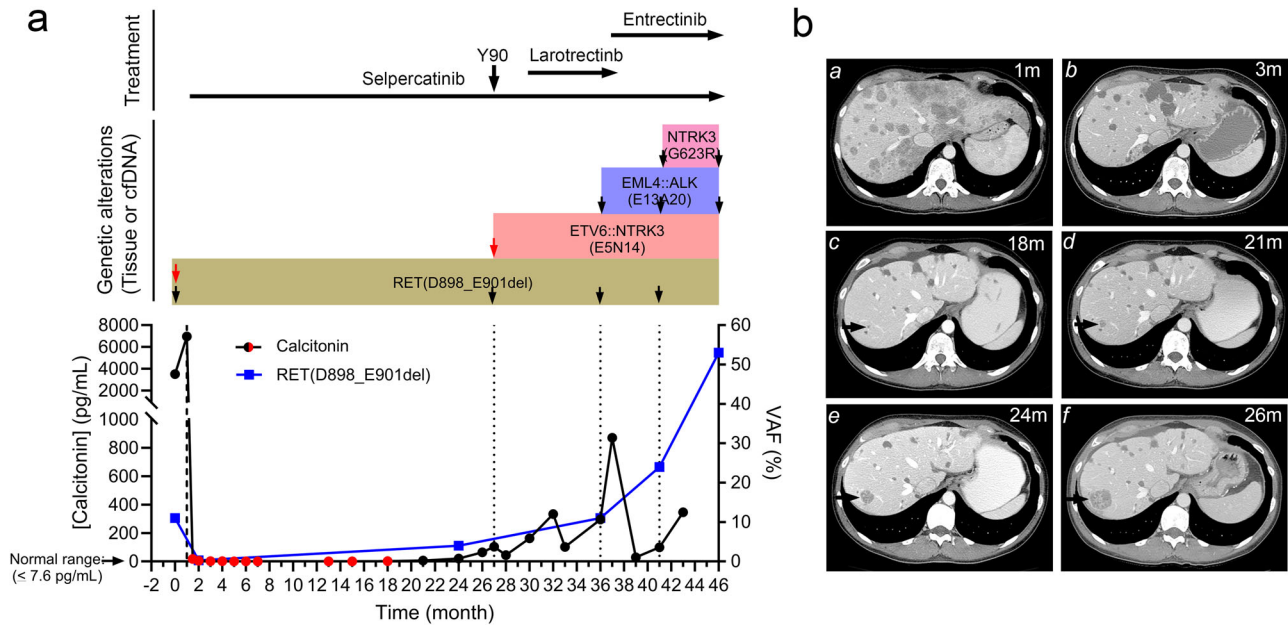 a
Treatment
Entrectinib
Y90
Larotrectinb
Selpercatinib
Genetic alterations
(Tissue or cfDNA)
NTRK3
(G623R)
EML4::ALK
(E13A20)
ETV6::NTRK3
(E5N14)
RET(D898_E901del)
[Calcitonin] (pg/mL)
8000
6000
4000
2000
1000
800
600
400
200
0
Normal range:
(≤ 7.6 pg/mL)
Calcitonin
RET(D898_E901del)
60
50
40
30
20
10
0
VAF (%)
-2 0 2 4 6 8 10 12 14 16 18 20 22 24 26 28 30 32 34 36 38 40 42 44 46
Time (month)
b
a 1m
b 3m
c 18m
d 21m
e 24m
f 26m